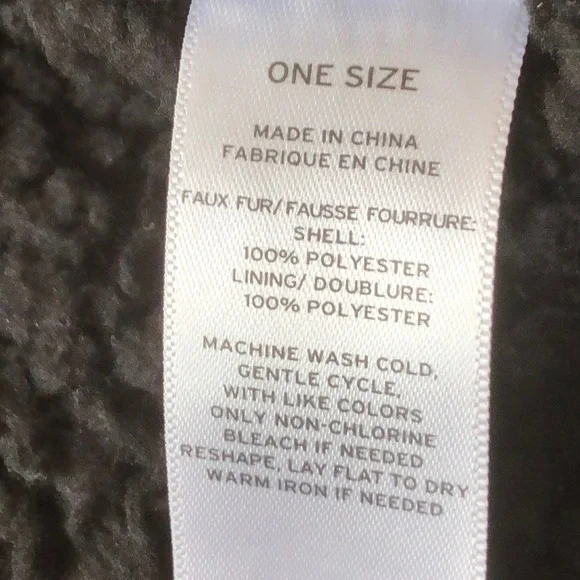 ONE SIZE
MADE IN CHINA
FABRIQUE EN CHINE
FAUX FUR/FAUSSE FOURRURE:
SHELL:
100% POLYESTER
LINING/ DOUBLURE:
100% POLYESTER
MACHINE WASH COLD,
GENTLE CYCLE,
WITH LIKE COLORS
ONLY NON-CHLORINE
BLEACH IF NEEDED
RESHAPE, LAY FLAT TO DRY
WARM IRON IF NEEDED